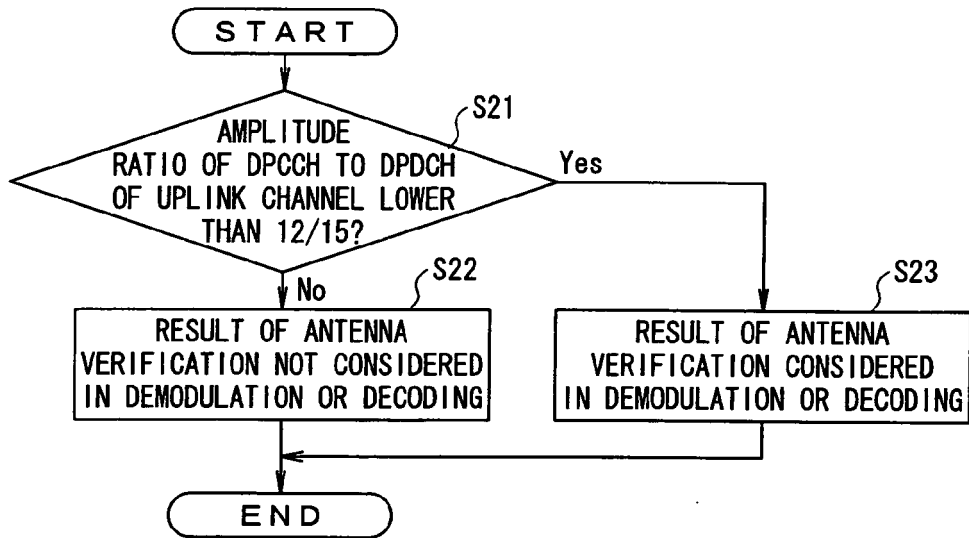 START
S21
AMPLITUDE
RATIO OF DPCCH TO DPDCH
OF UPLINK CHANNEL LOWER
THAN 12/15?
Yes
No
S22
RESULT OF ANTENNA
VERIFICATION NOT CONSIDERED
IN DEMODULATION OR DECODING
S23
RESULT OF ANTENNA
VERIFICATION CONSIDERED
IN DEMODULATION OR DECODING
END